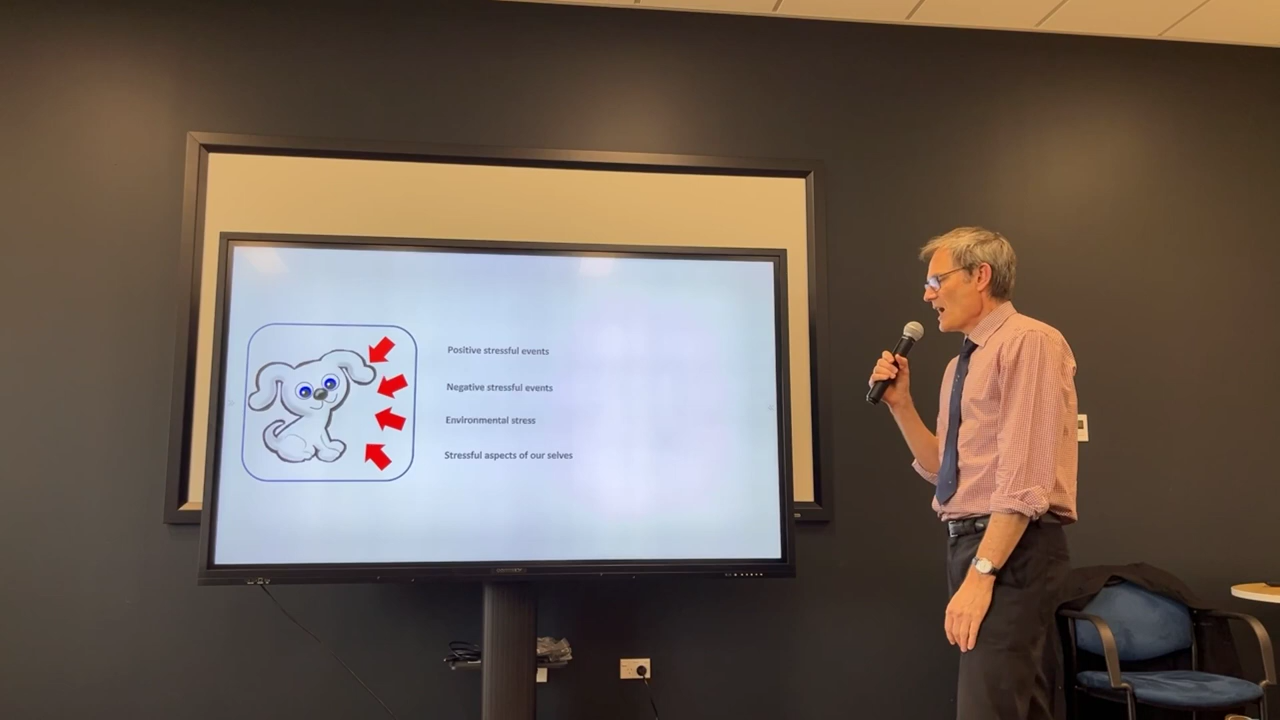 Positive stressful events
Negative stressful events
Environmental stress
Stressful aspects of our selves